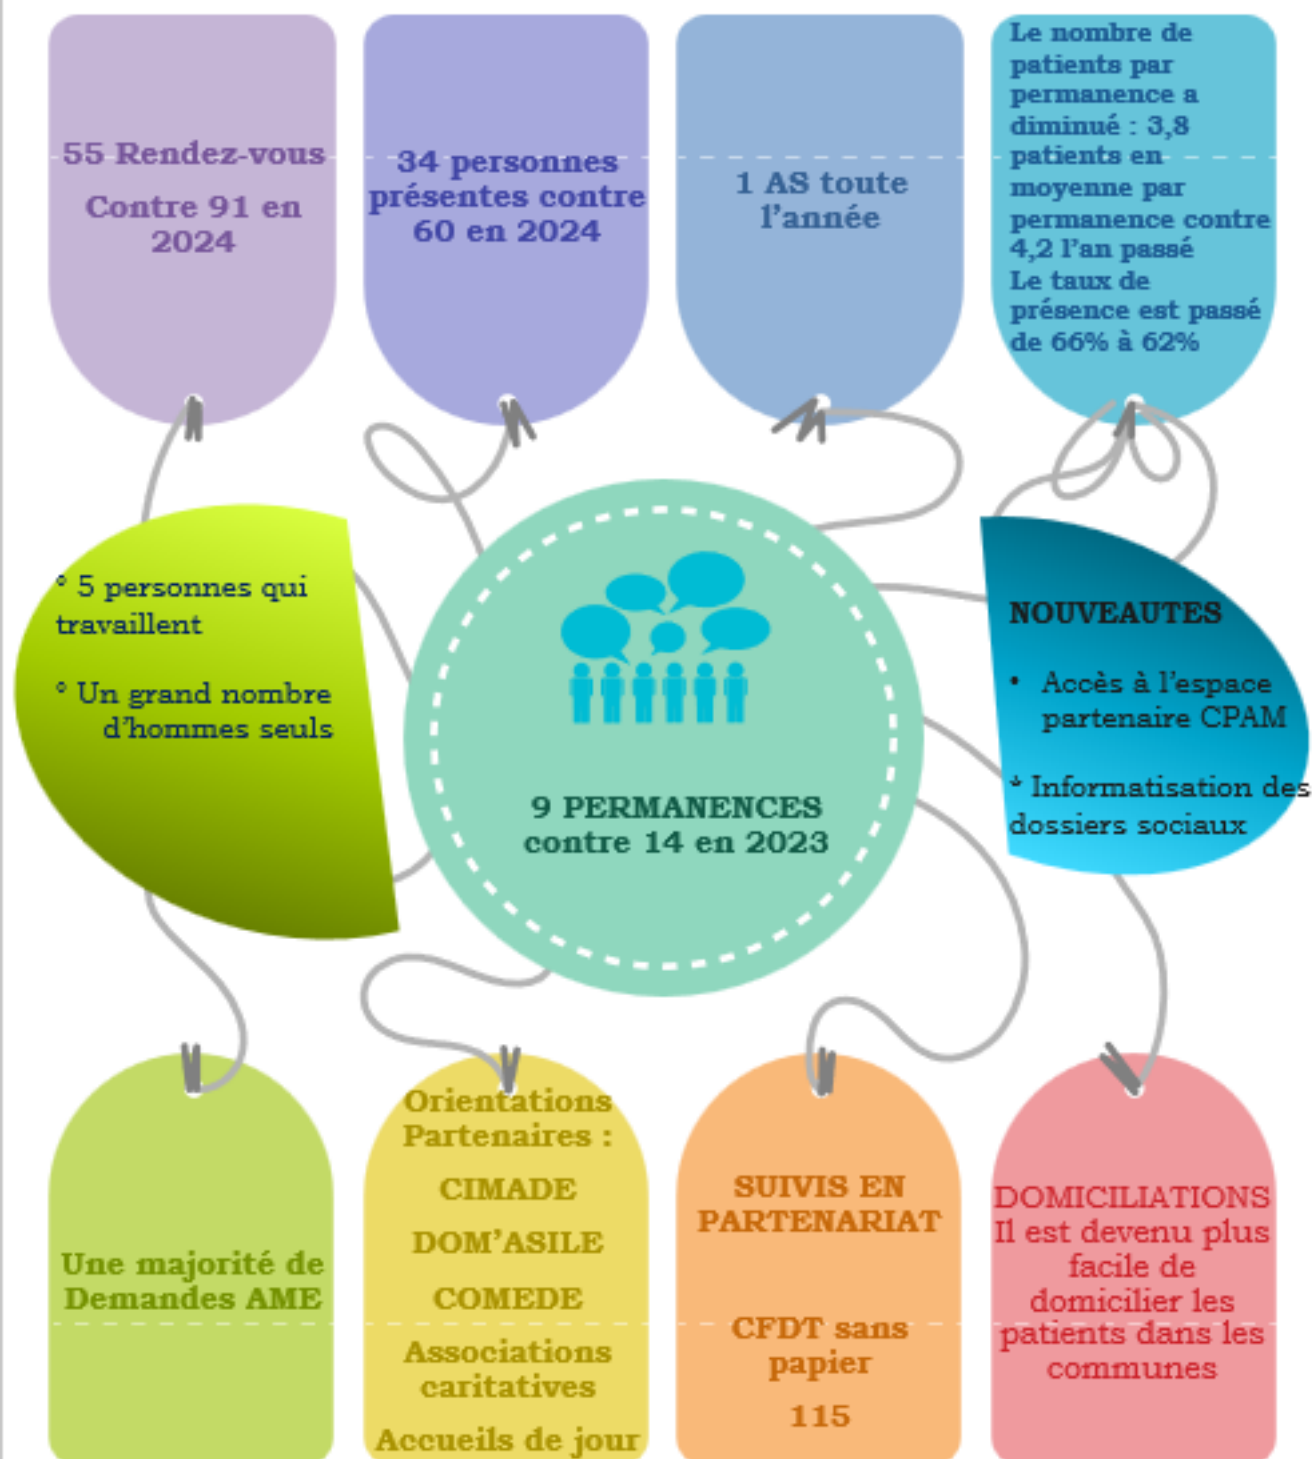 55 Rendez-vous
Contre 91 en
2024
34 personnes
présentes contre
60 en 2024
1 AS toute
l’année
Le nombre de
patients par
permanence a
diminué : 3,8
patients en
moyenne par
permanence contre
4,2 l’an passé
Le taux de
présence est passé
de 66% à 62%
° 5 personnes qui
travaillent
° Un grand nombre
d’hommes seuls
9 PERMANENCES
contre 14 en 2023
NOUVEAUTES
• Accès à l’espace
partenaire CPAM
* Informatisation des
dossiers sociaux
Une majorité de
Demandes AME
Orientations
Partenaires :
CIMADE
DOM’ASILE
COMEDE
Associations
caritatives
Accueils de jour
SUIVIS EN
PARTENARIAT
CFDT sans
papier
115
DOMICILIATIONS
Il est devenu plus
facile de
domicilier les
patients dans les
communes